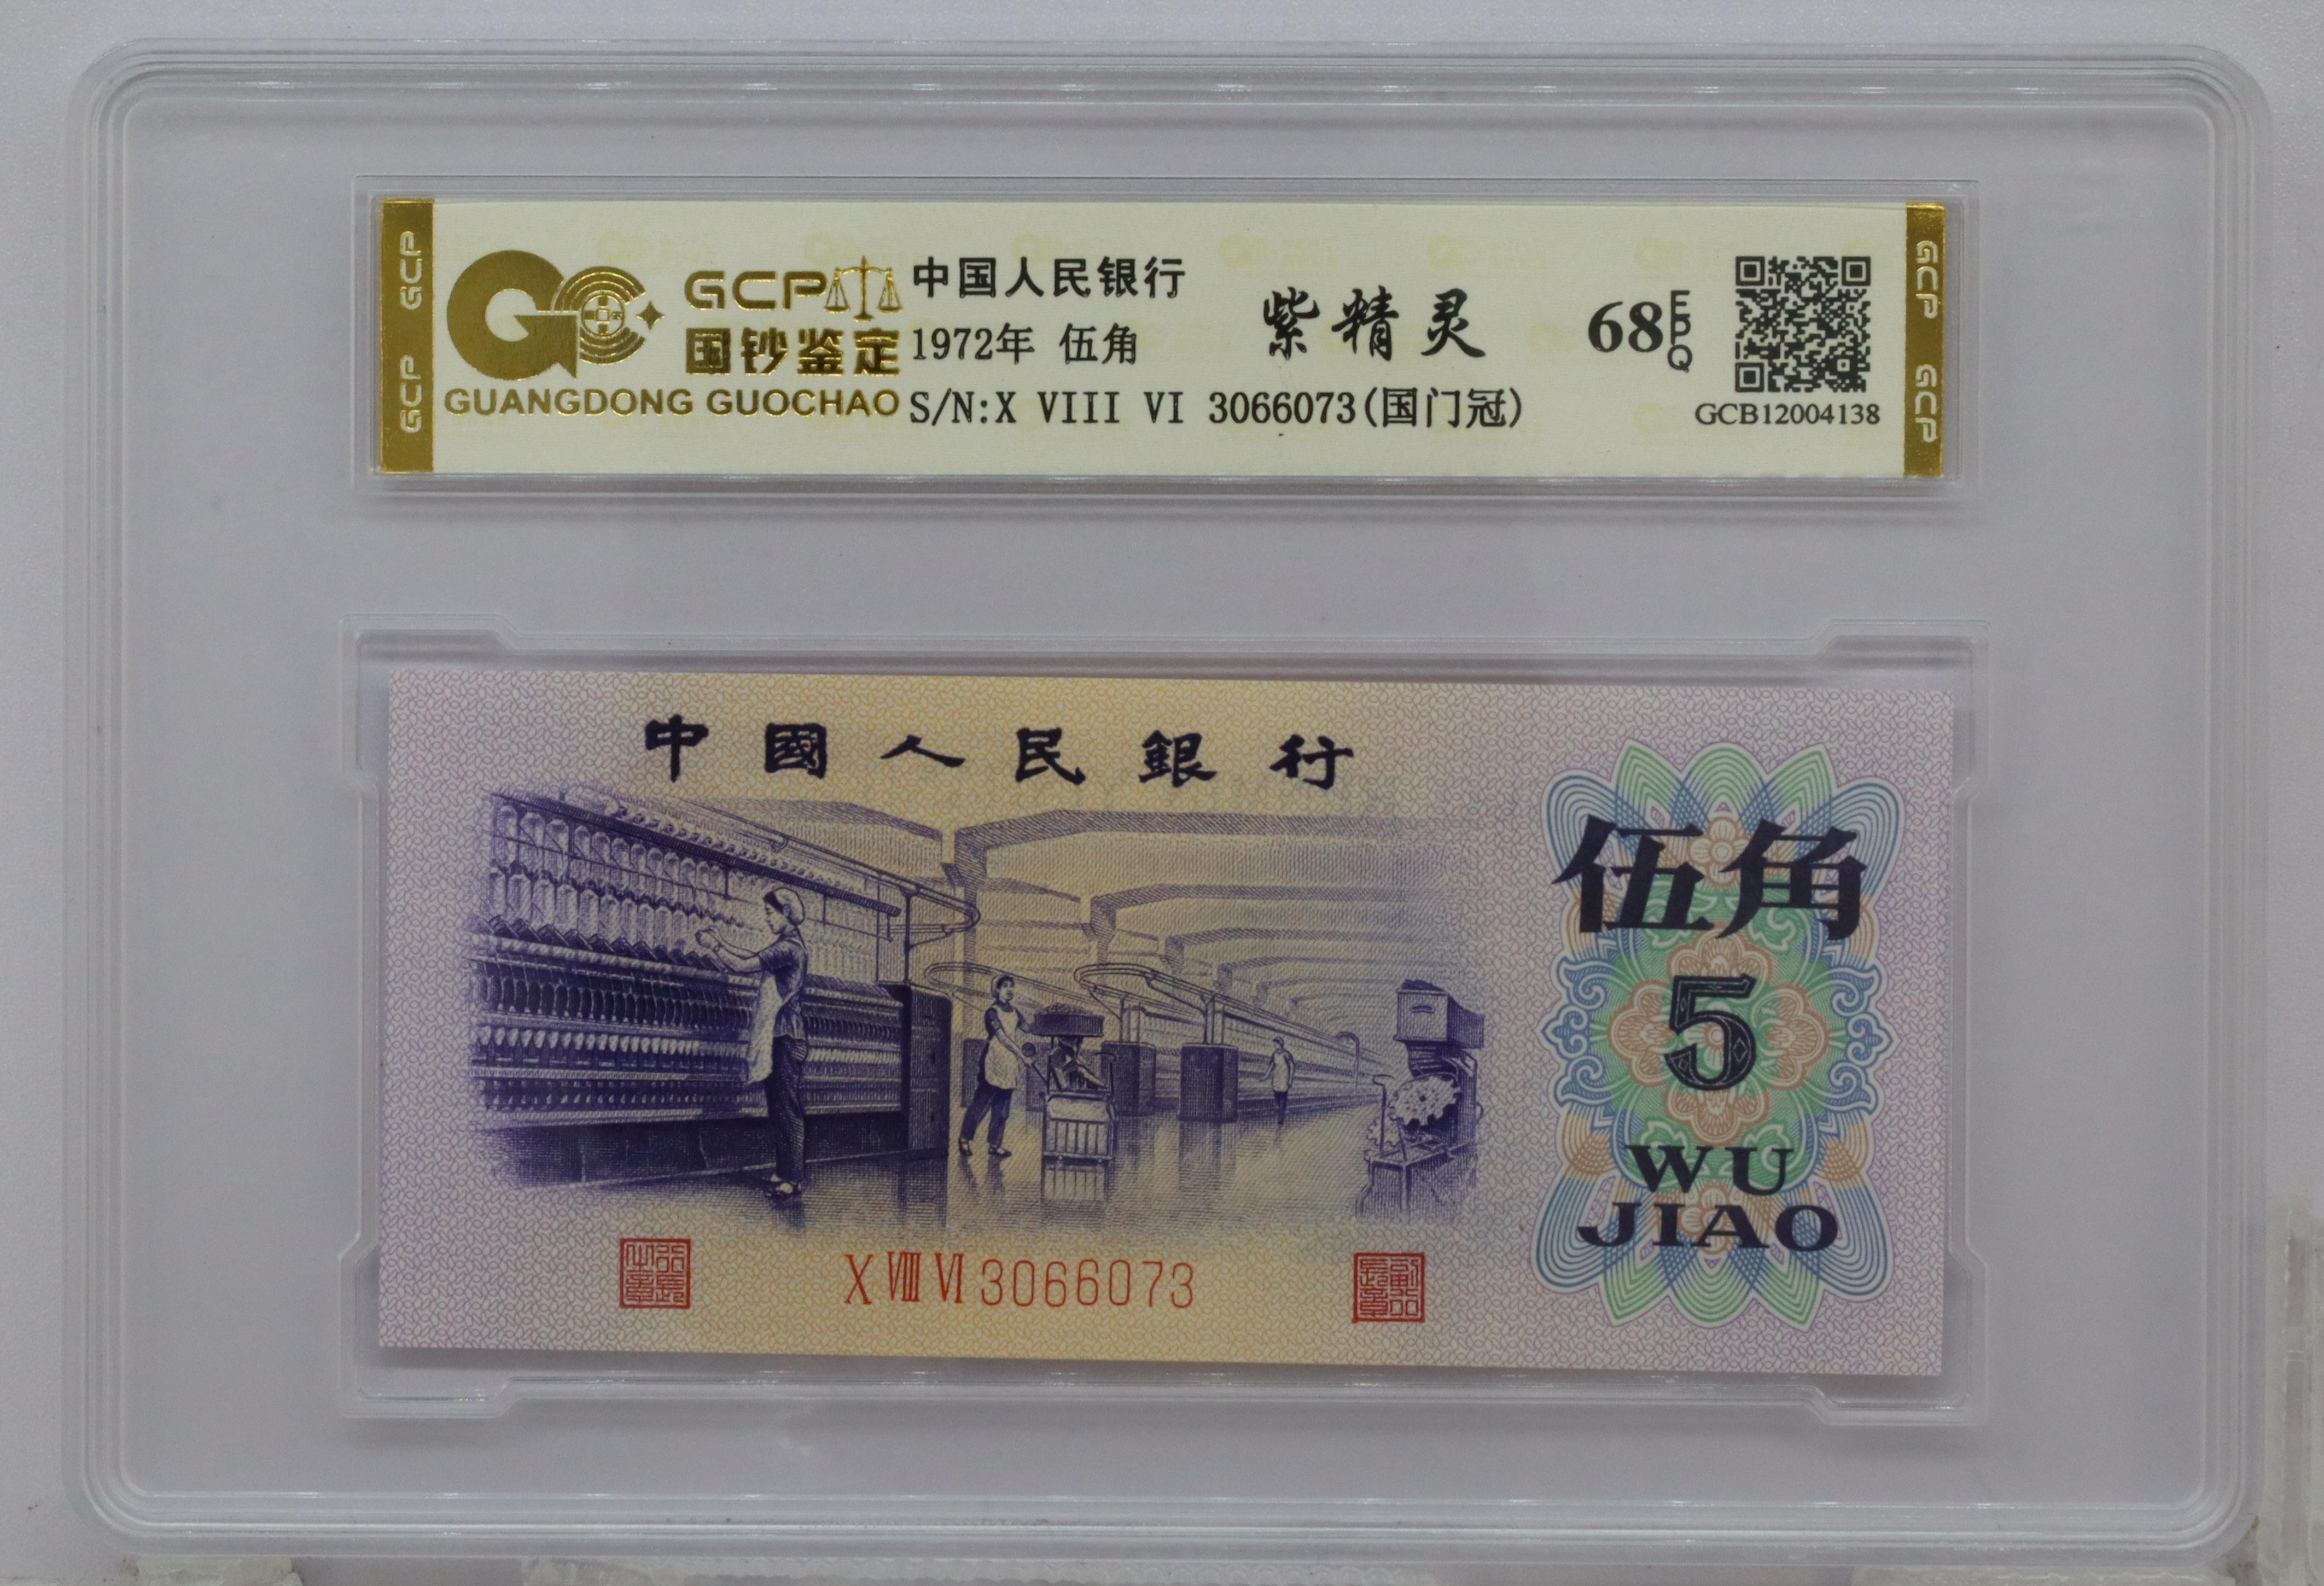 GCP GCP
GCP
国钞鉴定
GUANGDONG GUOCHAO
中国人民银行
1972年 伍角
S/N:X VIII VI 3066073(国门冠)
紫精灵
68 EPQ
GCB12004138
GCP GCP
中國人民銀行
伍角
5
WU
JIAO
X VIII VI 3066073